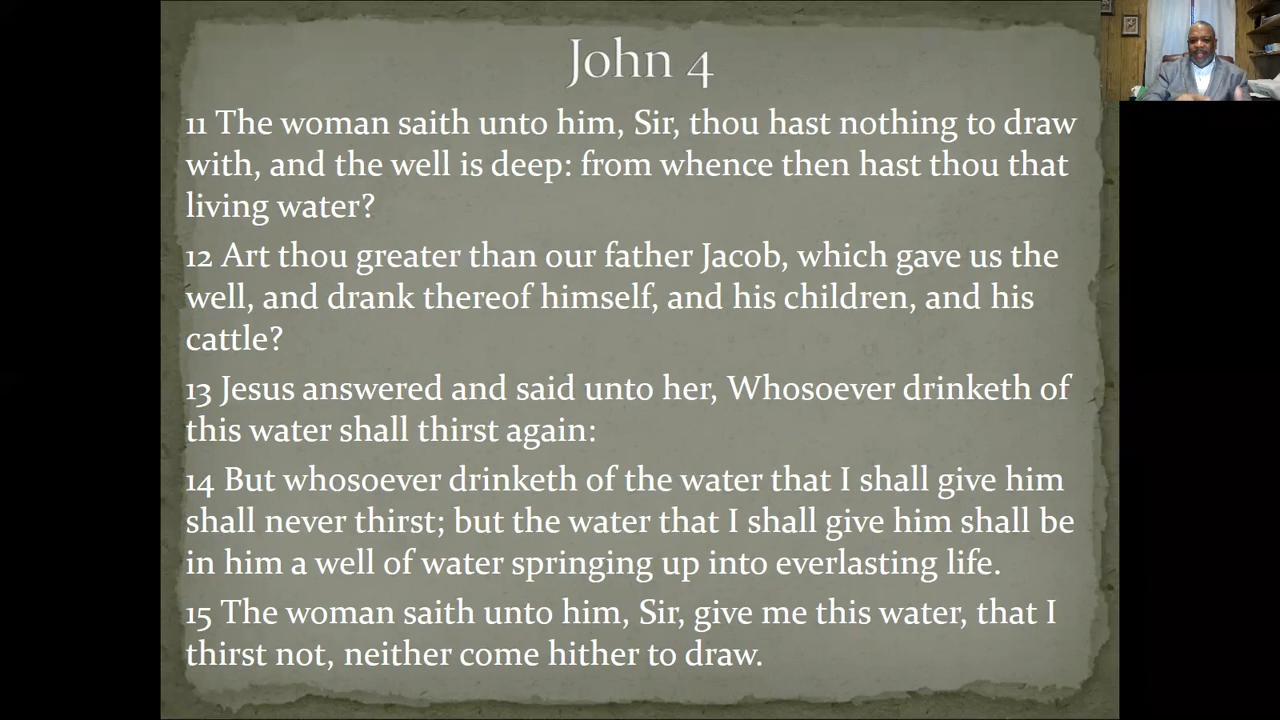 John 4
11 The woman saith unto him, Sir, thou hast nothing to draw
with, and the well is deep: from whence then hast thou that
living water?
12 Art thou greater than our father Jacob, which gave us the
well, and drank thereof himself, and his children, and his
cattle?
13 Jesus answered and said unto her, Whosoever drinketh of
this water shall thirst again:
14 But whosoever drinketh of the water that I shall give him
shall never thirst; but the water that I shall give him shall be
in him a well of water springing up into everlasting life.
15 The woman saith unto him, Sir, give me this water, that I
thirst not, neither come hither to draw.